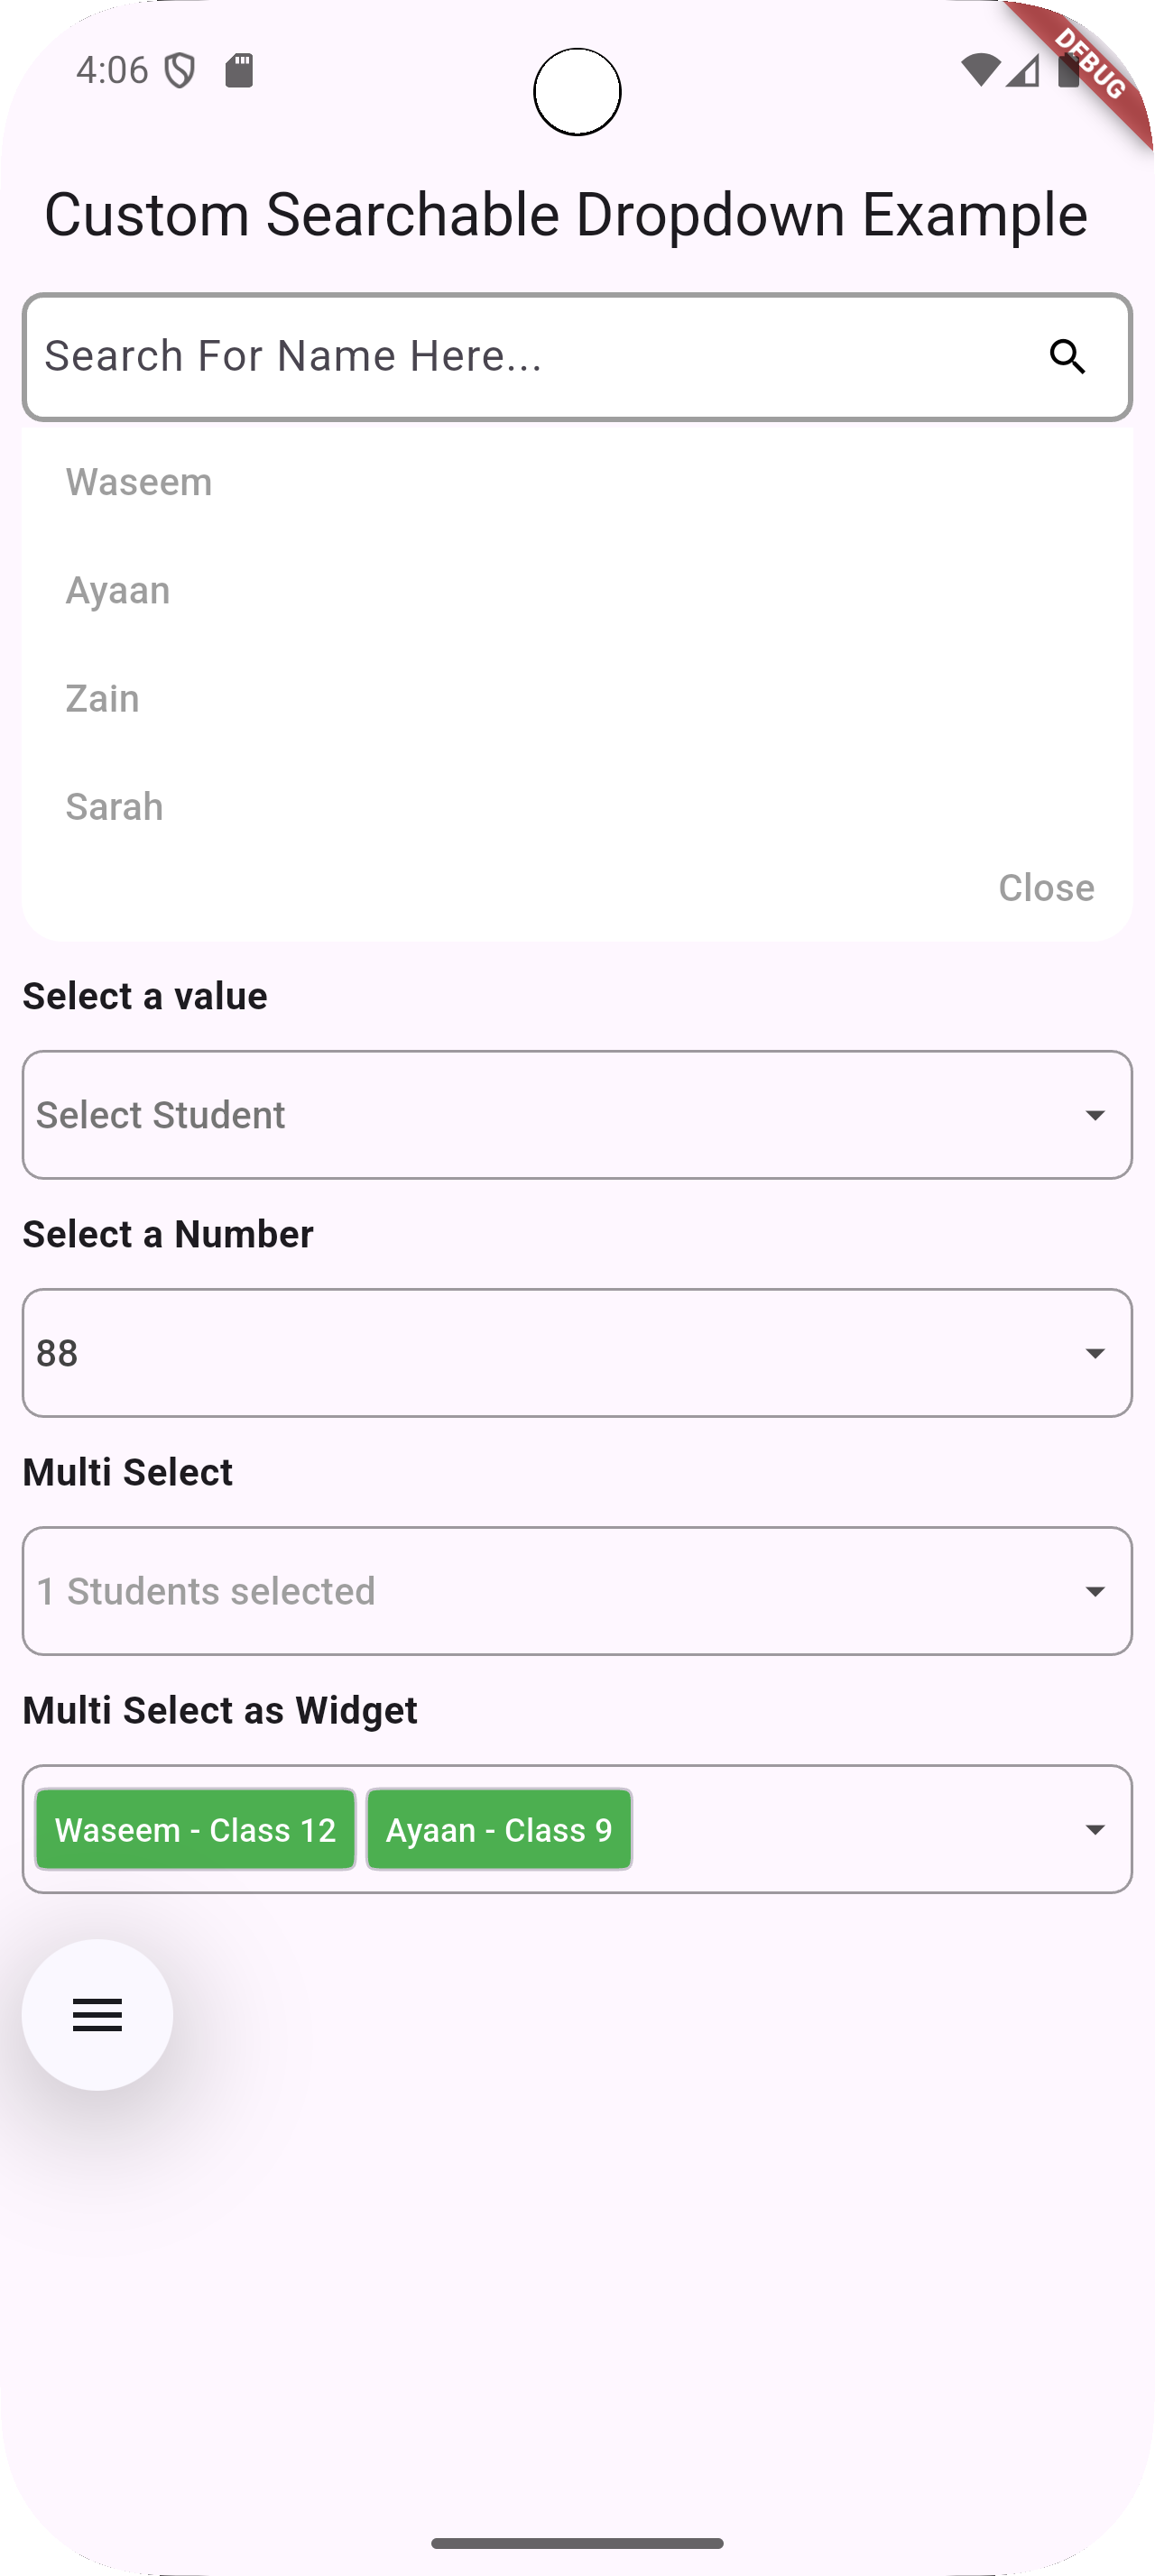 4:06
DEBUG
Custom Searchable Dropdown Example
Search For Name Here...
Waseem
Ayaan
Zain
Sarah
Close
Select a value
Select Student
Select a Number
88
Multi Select
1 Students selected
Multi Select as Widget
Waseem - Class 12 Ayaan - Class 9